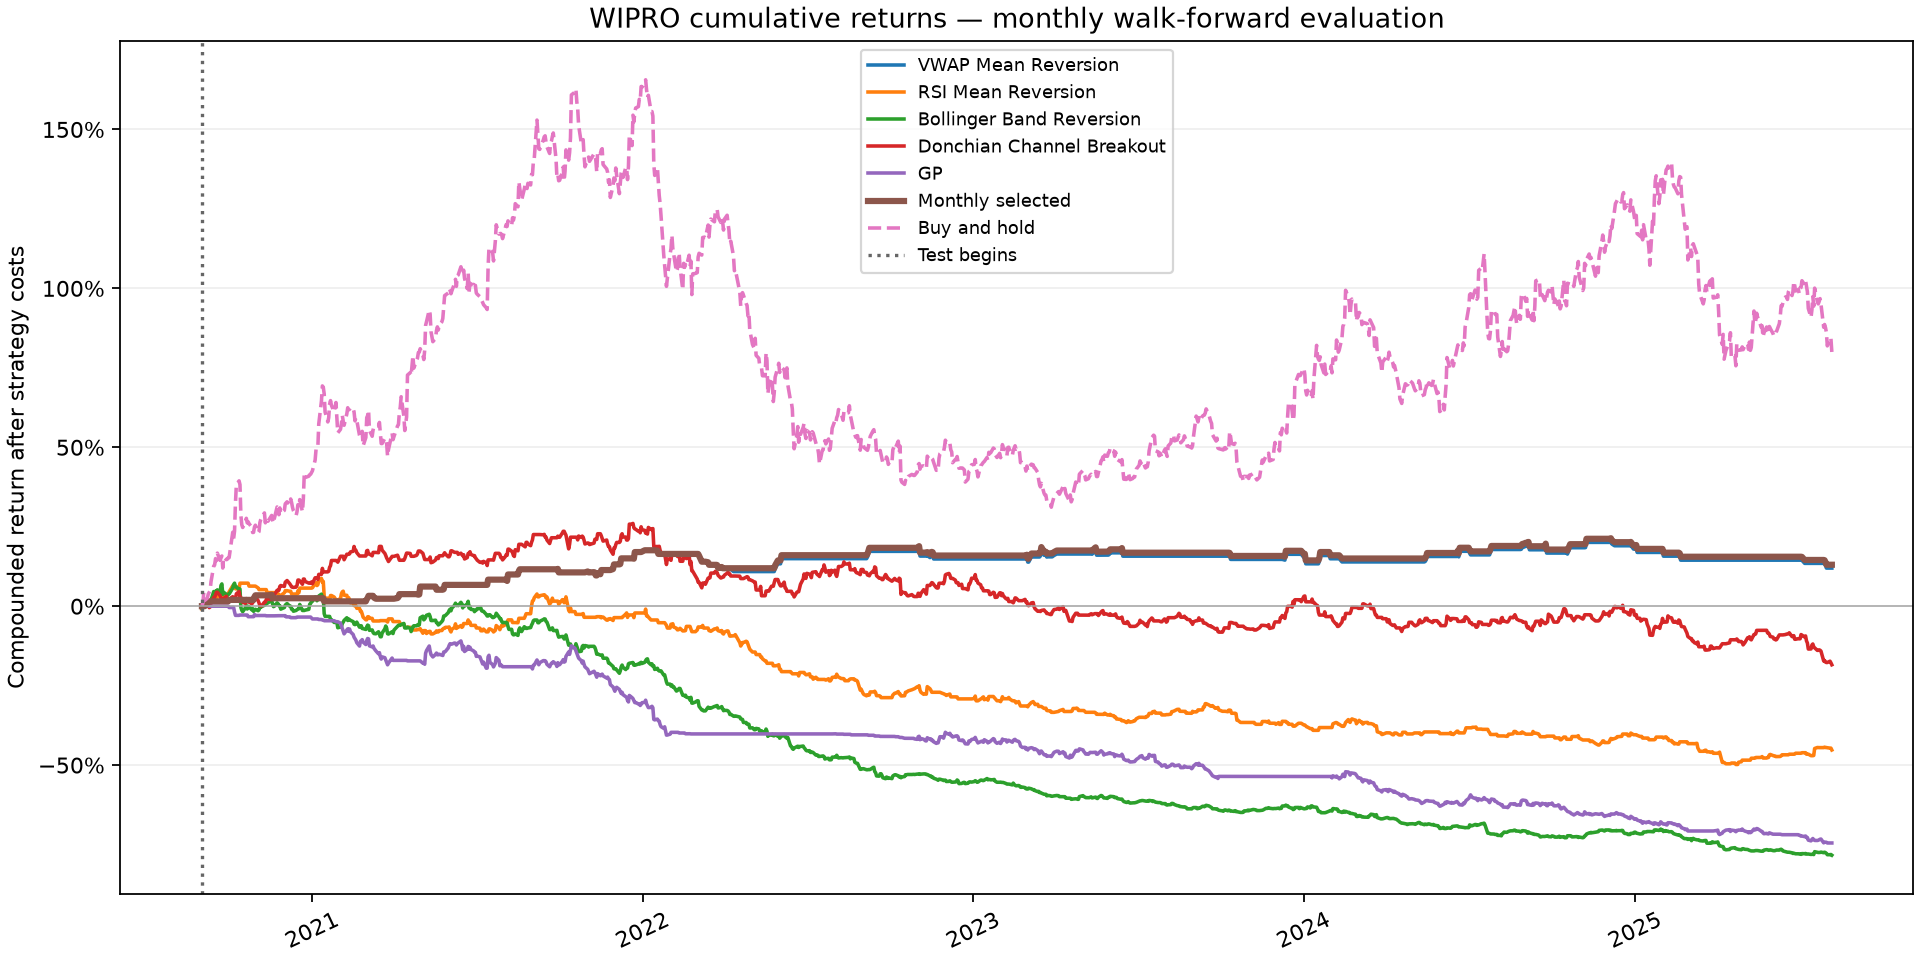 WIPRO cumulative returns — monthly walk-forward evaluation
VWAP Mean Reversion
RSI Mean Reversion
Bollinger Band Reversion
Donchian Channel Breakout
GP
Monthly selected
Buy and hold
Test begins
Compounded return after strategy costs
150%
100%
50%
0%
−50%
2021
2022
2023
2024
2025